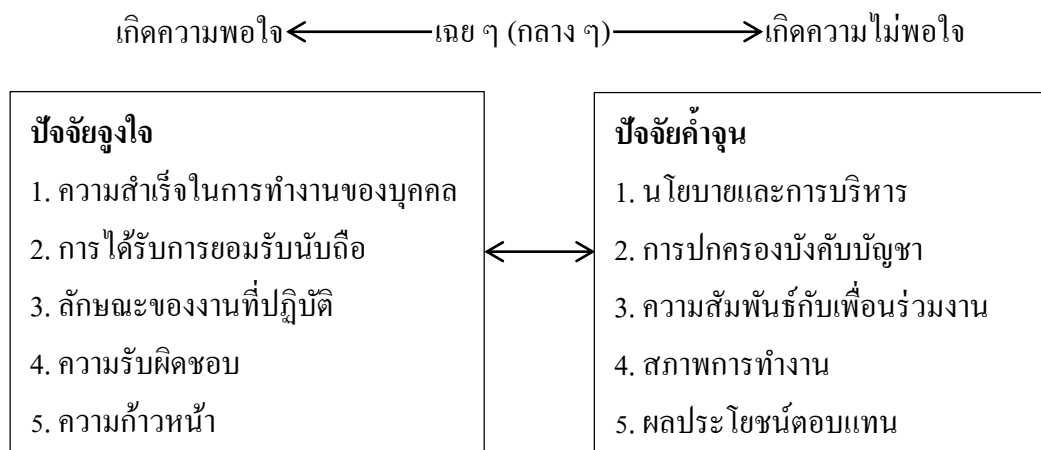 เกิดความพอใจ เฉย ๆ (กลาง ๆ) เกิดความไม่พอใจ
ปัจจัยจูงใจ
1. ความสำเร็จในการทำงานของบุคคล
2. การได้รับการยอมรับนับถือ
3. ลักษณะของงานที่ปฏิบัติ
4. ความรับผิดชอบ
5. ความก้าวหน้า
ปัจจัยค้ำจุน
1. นโยบายและการบริหาร
2. การปกครองบังคับบัญชา
3. ความสัมพันธ์กับเพื่อนร่วมงาน
4. สภาพการทำงาน
5. ผลประโยชน์ตอบแทน